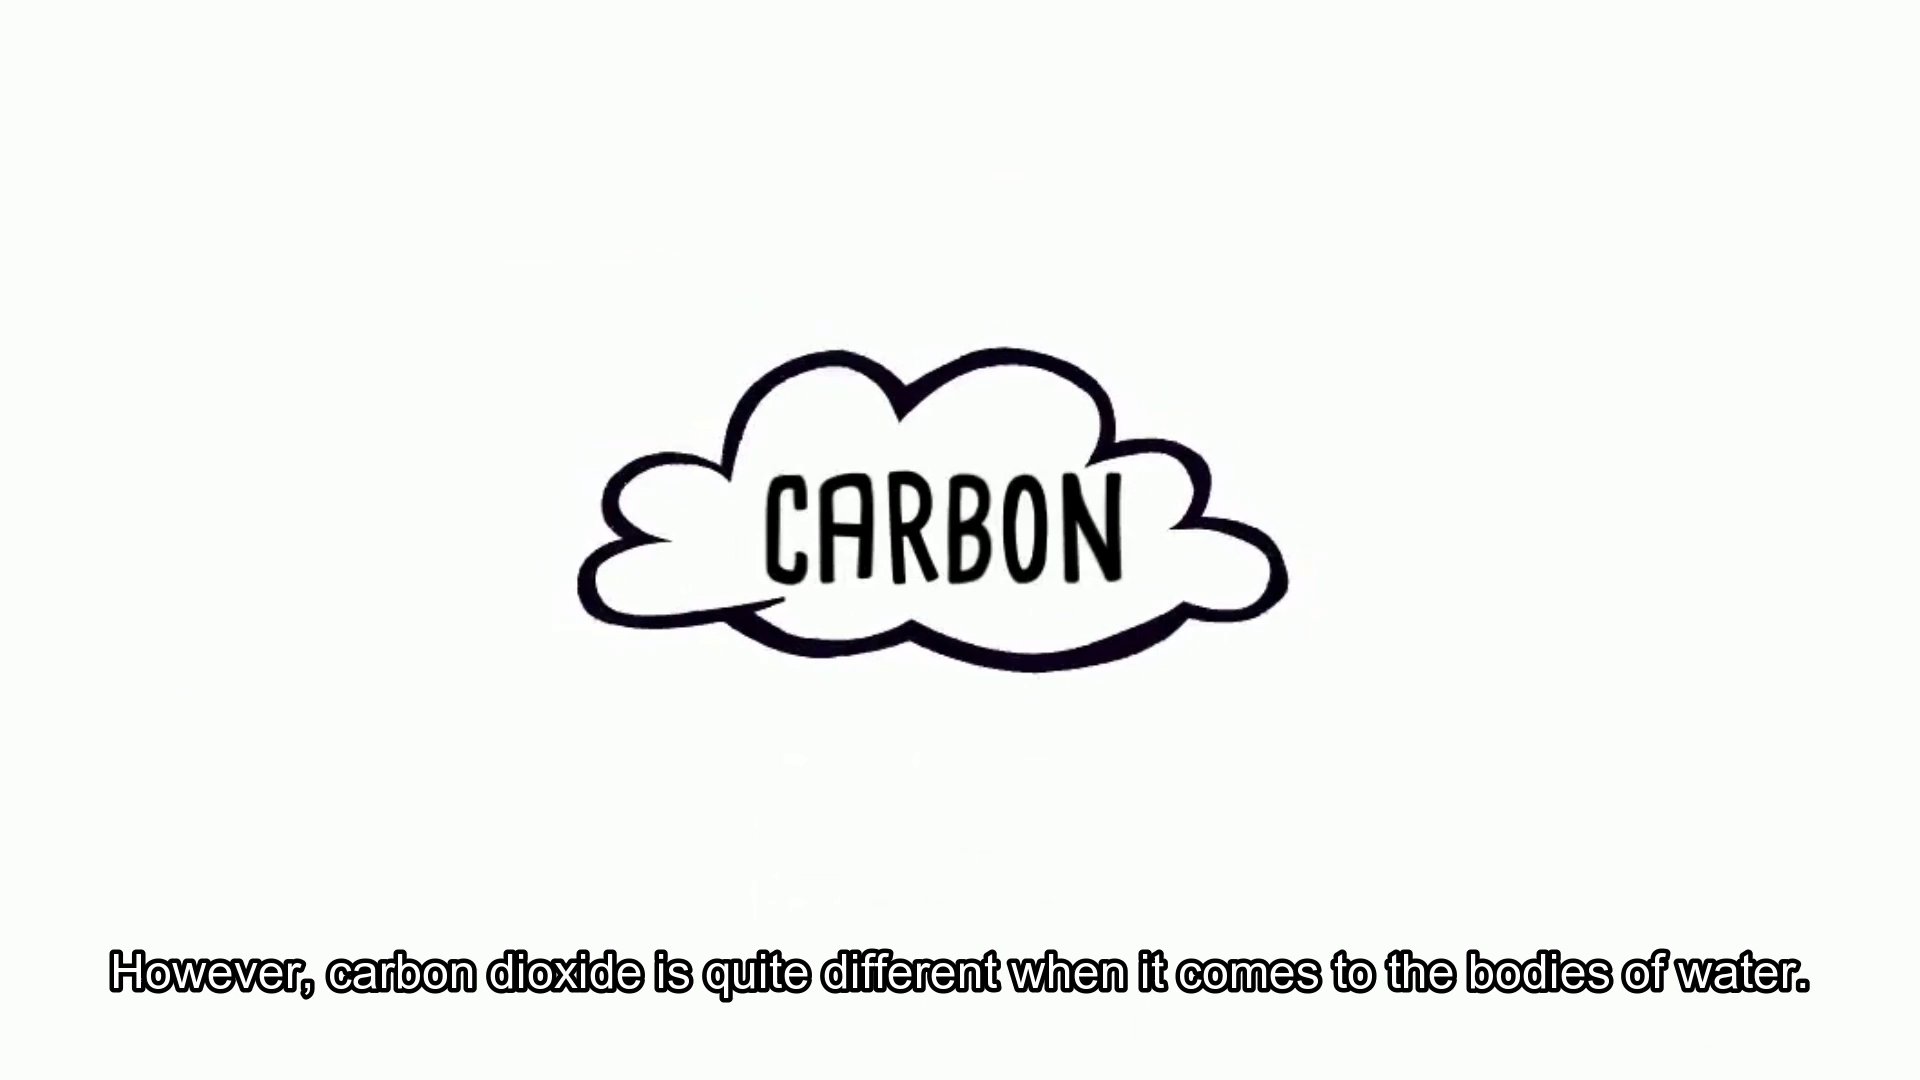 CARBON
However, carbon dioxide is quite different when it comes to the bodies of water.